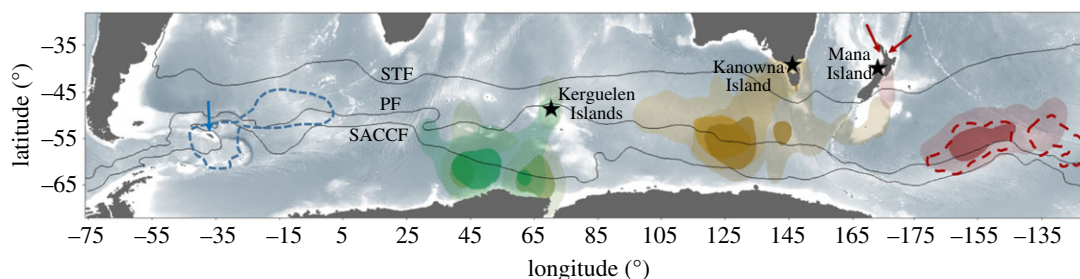 latitude (°)
–35
–45
–55
–65
STF
PF
SACCF
Kerguelen
Islands
Kanowna
Island
Mana
Island
–75 –55 –35 –15 5 25 45 65 85 105 125 145 165 –175 –155 –135
longitude (°)